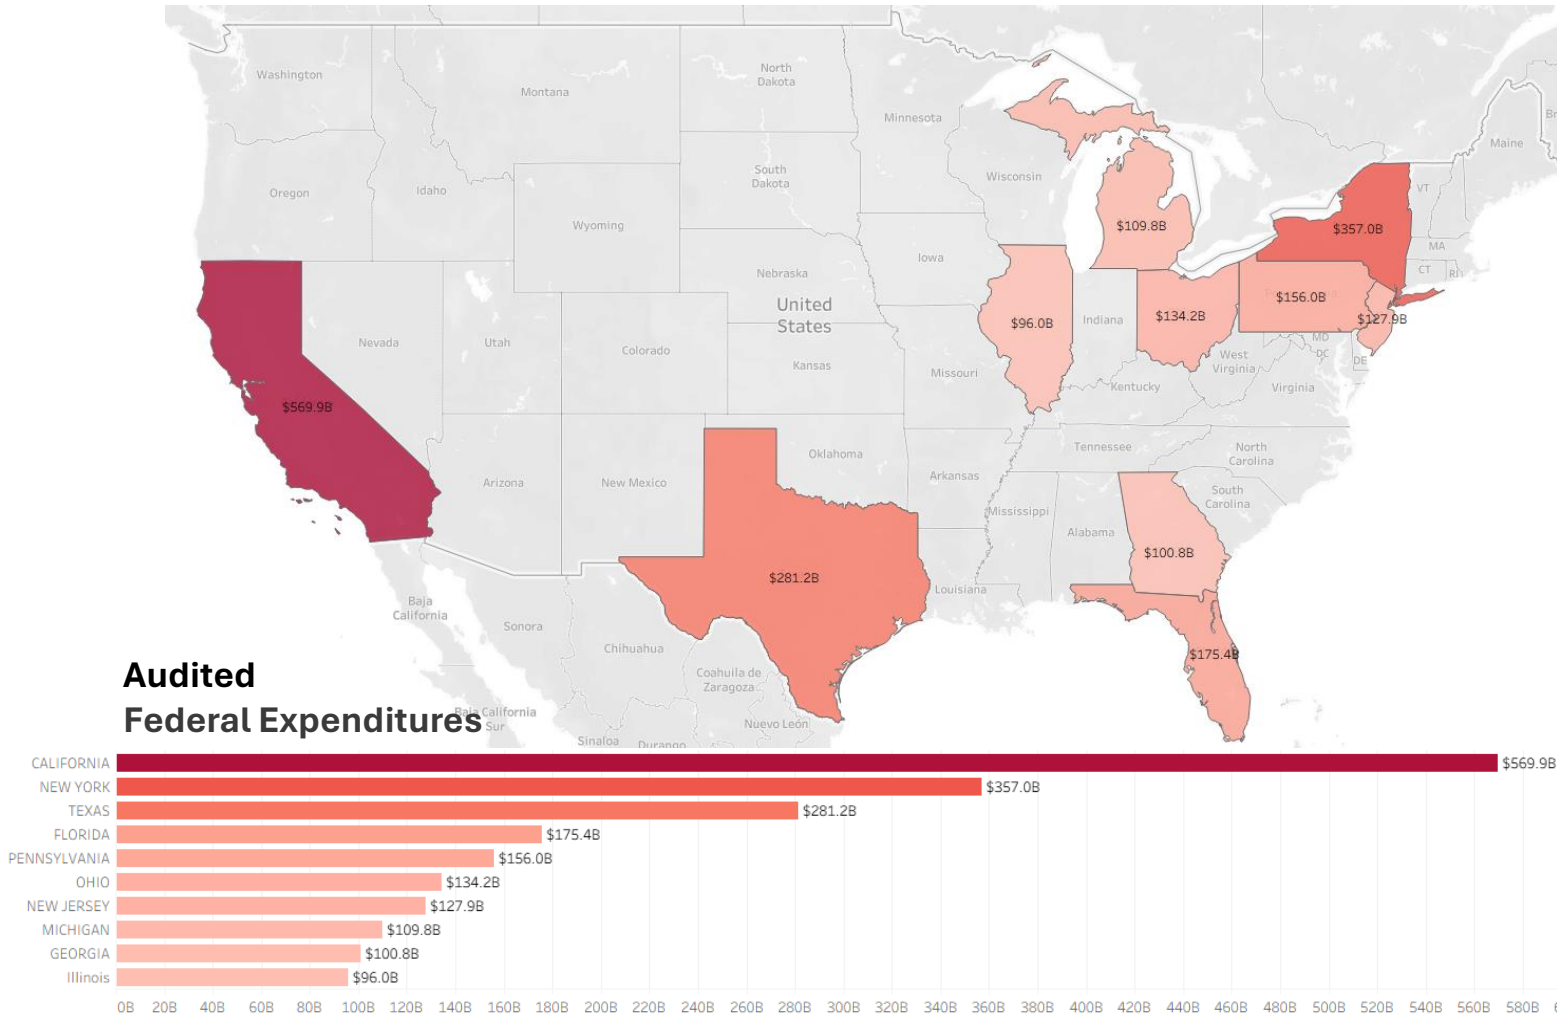 Washington
Montana
North
Dakota
Minnesota
Maine
Br
Oregon
Idaho
South
Dakota
Wisconsin
VT
Wyoming
$109.8B
$357.0B
MA
Iowa
CT
RI
Nebraska
United
States
$156.0B
Nevada
Utah
Colorado
$96.0B
Indiana
$134.2B
$127.9B
MD
DC
DE
Kansas
Missouri
West
Virginia
Kentucky
Virginia
$569.9B
Oklahoma
Tennessee
North
Carolina
Arizona
New Mexico
Arkansas
South
Carolina
Mississippi
Alabama
$100.8B
$281.2B
Louisiana
Baja
California
Sonora
Chihuahua
$175.4B
Coahuila de
Zaragoza
Audited
Federal Expenditures
Baja California
Sur
Nuevo León
Sinaloa
Durango
CALIFORNIA $569.9B
NEW YORK $357.0B
TEXAS $281.2B
FLORIDA $175.4B
PENNSYLVANIA $156.0B
OHIO $134.2B
NEW JERSEY $127.9B
MICHIGAN $109.8B
GEORGIA $100.8B
Illinois $96.0B
0B 20B 40B 60B 80B 100B 120B 140B 160B 180B 200B 220B 240B 260B 280B 300B 320B 340B 360B 380B 400B 420B 440B 460B 480B 500B 520B 540B 560B 580B